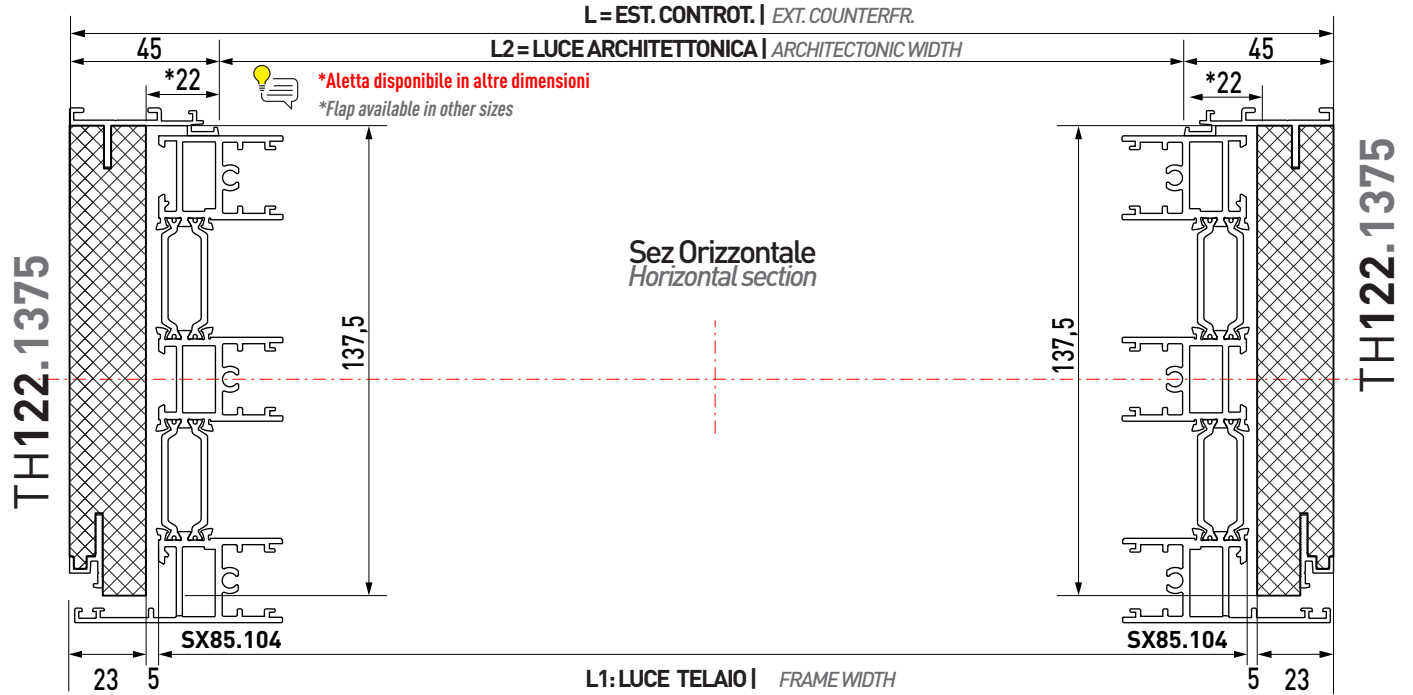 L = EST. CONTROT. | EXT. COUNTERFR.
45
L2 = LUCE ARCHITETTONICA | ARCHITECTONIC WIDTH
45
*22
*Aletta disponibile in altre dimensioni
*Flap available in other sizes
*22
TH122.1375
137,5
Sez Orizzontale
Horizontal section
137,5
TH122.1375
SX85.104
SX85.104
23
5
L1: LUCE TELAIO | FRAME WIDTH
5
23